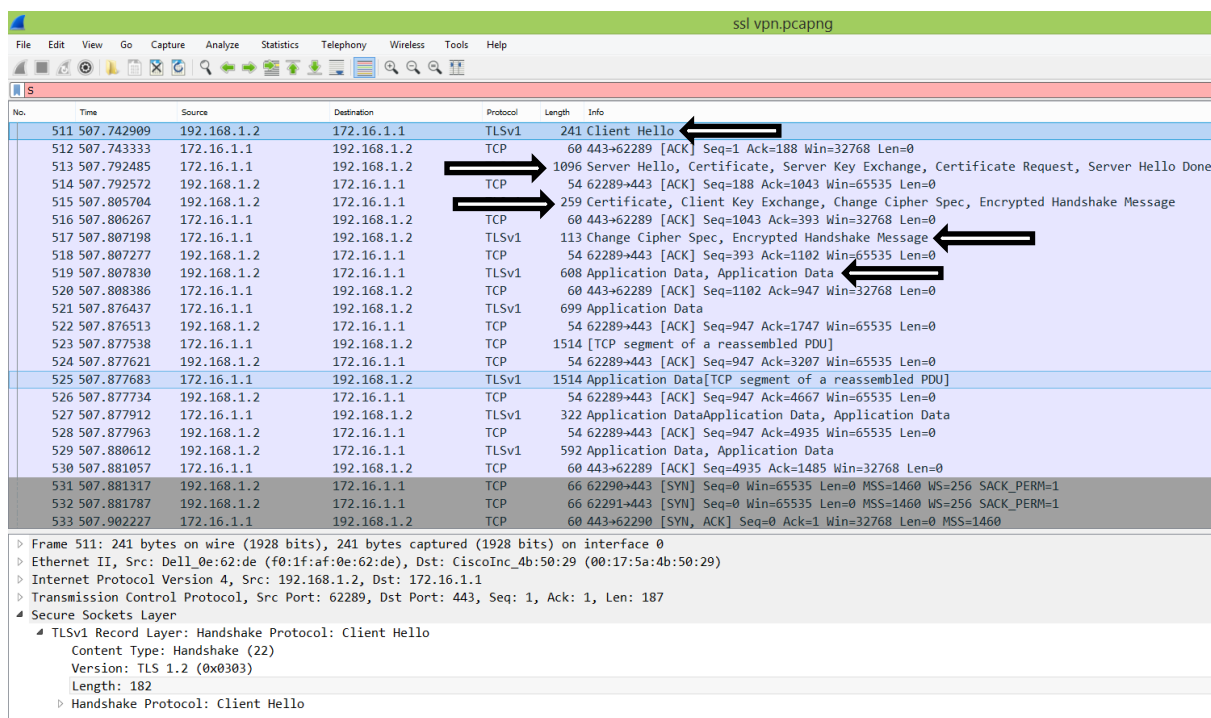 ssl vpn.pcapng
File Edit View Go Capture Analyze Statistics Telephony Wireless Tools Help
s
No. Time Source Destination Protocol Length Info
511 507.742909 192.168.1.2 172.16.1.1 TLSv1 241 Client Hello
512 507.743333 172.16.1.1 192.168.1.2 TCP 60 443→62289 [ACK] Seq=1 Ack=188 Win=32768 Len=0
513 507.792485 172.16.1.1 192.168.1.2 1096 Server Hello, Certificate, Server Key Exchange, Certificate Request, Server Hello Done
514 507.792572 192.168.1.2 172.16.1.1 TCP 54 62289→443 [ACK] Seq=188 Ack=1043 Win=65535 Len=0
515 507.805704 192.168.1.2 172.16.1.1 259 Certificate, Client Key Exchange, Change Cipher Spec, Encrypted Handshake Message
516 507.806267 172.16.1.1 192.168.1.2 TCP 60 443→62289 [ACK] Seq=1043 Ack=393 Win=32768 Len=0
517 507.807198 172.16.1.1 192.168.1.2 TLSv1 113 Change Cipher Spec, Encrypted Handshake Message
518 507.807277 192.168.1.2 172.16.1.1 TCP 54 62289→443 [ACK] Seq=393 Ack=1102 Win=65535 Len=0
519 507.807830 192.168.1.2 172.16.1.1 TLSv1 608 Application Data, Application Data
520 507.808386 172.16.1.1 192.168.1.2 TCP 60 443→62289 [ACK] Seq=1102 Ack=947 Win=32768 Len=0
521 507.876437 172.16.1.1 192.168.1.2 TLSv1 699 Application Data
522 507.876513 192.168.1.2 172.16.1.1 TCP 54 62289→443 [ACK] Seq=947 Ack=1747 Win=65535 Len=0
523 507.877538 172.16.1.1 192.168.1.2 TCP 1514 [TCP segment of a reassembled PDU]
524 507.877621 192.168.1.2 172.16.1.1 TCP 54 62289→443 [ACK] Seq=947 Ack=3207 Win=65535 Len=0
525 507.877683 172.16.1.1 192.168.1.2 TLSv1 1514 Application Data[TCP segment of a reassembled PDU]
526 507.877734 192.168.1.2 172.16.1.1 TCP 54 62289→443 [ACK] Seq=947 Ack=4667 Win=65535 Len=0
527 507.877912 172.16.1.1 192.168.1.2 TLSv1 322 Application DataApplication Data, Application Data
528 507.877963 192.168.1.2 172.16.1.1 TCP 54 62289→443 [ACK] Seq=947 Ack=4935 Win=65535 Len=0
529 507.880612 192.168.1.2 172.16.1.1 TLSv1 592 Application Data, Application Data
530 507.881057 172.16.1.1 192.168.1.2 TCP 60 443→62289 [ACK] Seq=4935 Ack=1485 Win=32768 Len=0
531 507.881317 192.168.1.2 172.16.1.1 TCP 66 62290→443 [SYN] Seq=0 Win=65535 Len=0 MSS=1460 WS=256 SACK_PERM=1
532 507.881787 192.168.1.2 172.16.1.1 TCP 66 62291→443 [SYN] Seq=0 Win=65535 Len=0 MSS=1460 WS=256 SACK_PERM=1
533 507.902227 172.16.1.1 192.168.1.2 TCP 60 443→62290 [SYN, ACK] Seq=0 Ack=1 Win=32768 Len=0 MSS=1460
Frame 511: 241 bytes on wire (1928 bits), 241 bytes captured (1928 bits) on interface 0
Ethernet II, Src: Dell_0e:62:de (f0:1f:af:0e:62:de), Dst: CiscoInc_4b:50:29 (00:17:5a:4b:50:29)
Internet Protocol Version 4, Src: 192.168.1.2, Dst: 172.16.1.1
Transmission Control Protocol, Src Port: 62289, Dst Port: 443, Seq: 1, Ack: 1, Len: 187
Secure Sockets Layer
TLSv1 Record Layer: Handshake Protocol: Client Hello
Content Type: Handshake (22)
Version: TLS 1.2 (0x0303)
Length: 182
Handshake Protocol: Client Hello